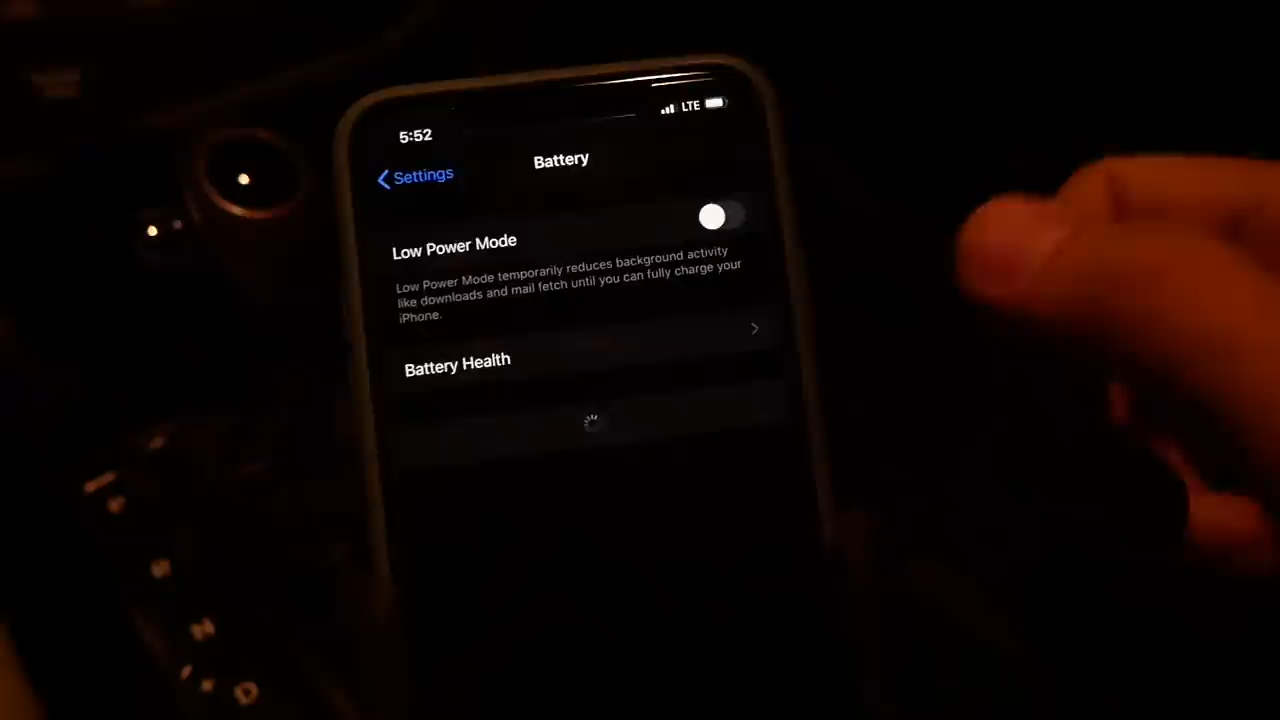 5:52
LTE
Settings
Battery
Low Power Mode
Low Power Mode temporarily reduces background activity
like downloads and mail fetch until you can fully charge your
iPhone.
Battery Health